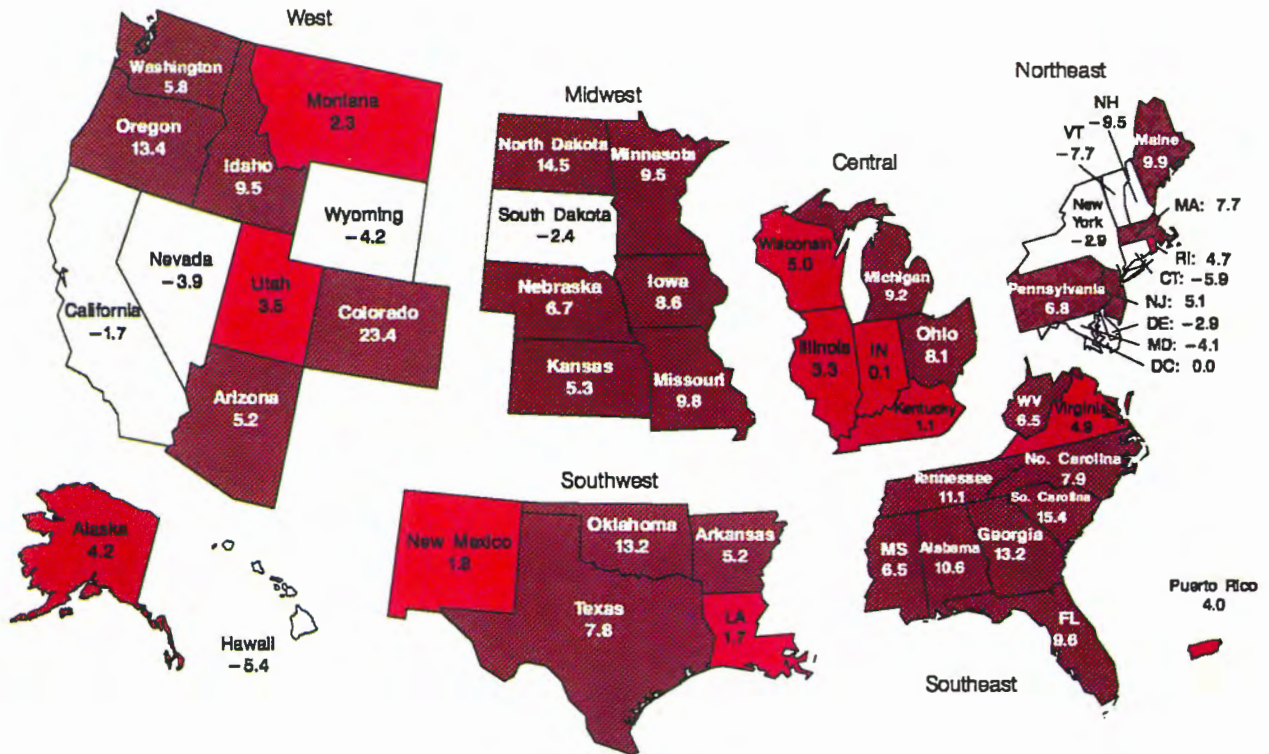 West
Washington
5.8
Montana
2.3
Oregon
13.4
Idaho
9.5
Wyoming
−4.2
Nevada
−3.9
Utah
3.5
Colorado
23.4
California
−1.7
Arizona
5.2
Alaska
4.2
Hawaii
−5.4
Midwest
North Dakota
14.5
Minnesota
9.5
South Dakota
−2.4
Nebraska
6.7
Iowa
8.6
Kansas
5.3
Missouri
9.8
Central
Wisconsin
5.0
Michigan
9.2
Illinois
3.3
IN
0.1
Ohio
8.1
Kentucky
1.1
Northeast
NH
−9.5
VT
−7.7
Maine
9.9
New
York
−2.9
MA: 7.7
RI: 4.7
CT: −5.9
Pennsylvania
6.8
NJ: 5.1
DE: −2.9
MD: −4.1
DC: 0.0
Southwest
New Mexico
1.8
Oklahoma
13.2
Arkansas
5.2
Texas
7.8
LA
1.7
WV
6.5
Virginia
4.9
No. Carolina
7.9
Tennessee
11.1
So. Carolina
15.4
Georgia
13.2
MS
6.5
Alabama
10.6
FL
9.6
Southeast
Puerto Rico
4.0